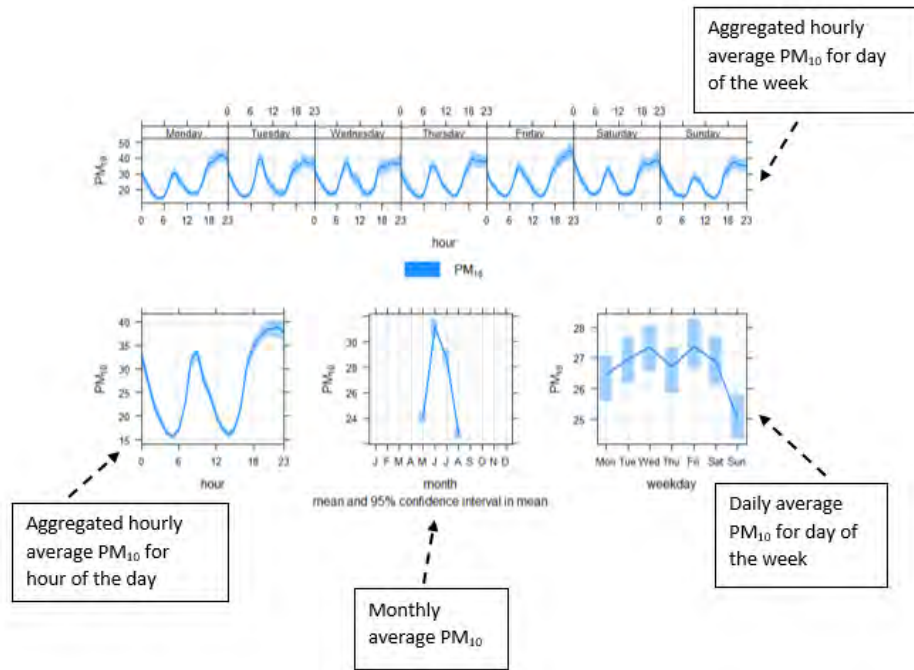 Aggregated hourly
average PM₁₀ for day
of the week
0 6 12 18 23 0 6 12 18 23 0 6 12 18 23
Monday Tuesday Wednesday Thursday Friday Saturday Sunday
50
40
30
20
PM₁₀
0 6 12 18 23 0 6 12 18 23 0 6 12 18 23 0 6 12 18 23
hour
PM₁₀
40
35
30
25
20
15
PM₁₀
0 6 12 18 23
hour
30
28
26
24
PM₁₀
J F M A M J J A S O N D
month
mean and 95% confidence interval in mean
28
27
26
25
PM₁₀
Mon Tue Wed Thu Fri Sat Sun
weekday
Aggregated hourly
average PM₁₀ for
hour of the day
Monthly
average PM₁₀
Daily average
PM₁₀ for day of
the week